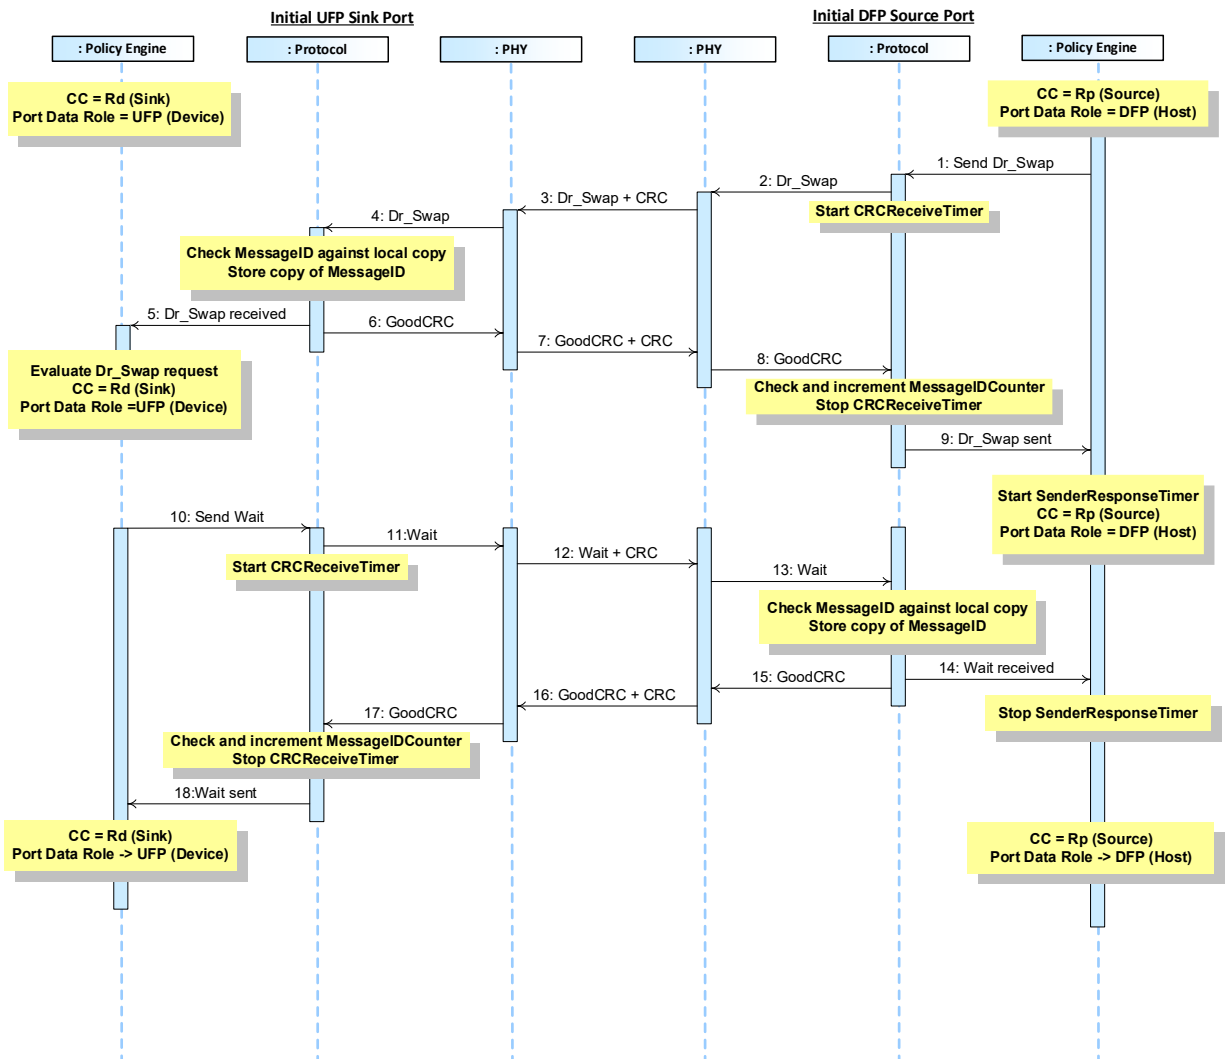 Initial UFP Sink Port
Initial DFP Source Port
: Policy Engine
: Protocol
: PHY
: PHY
: Protocol
: Policy Engine
CC = Rd (Sink)
Port Data Role = UFP (Device)
CC = Rp (Source)
Port Data Role = DFP (Host)
1: Send Dr_Swap
2: Dr_Swap
Start CRCReceiveTimer
3: Dr_Swap + CRC
4: Dr_Swap
Check MessageID against local copy
Store copy of MessageID
5: Dr_Swap received
6: GoodCRC
7: GoodCRC + CRC
8: GoodCRC
Evaluate Dr_Swap request
CC = Rd (Sink)
Port Data Role =UFP (Device)
Check and increment MessageIDCounter
Stop CRCReceiveTimer
9: Dr_Swap sent
Start SenderResponseTimer
CC = Rp (Source)
Port Data Role = DFP (Host)
10: Send Wait
11:Wait
Start CRCReceiveTimer
12: Wait + CRC
13: Wait
Check MessageID against local copy
Store copy of MessageID
14: Wait received
15: GoodCRC
16: GoodCRC + CRC
17: GoodCRC
Stop SenderResponseTimer
Check and increment MessageIDCounter
Stop CRCReceiveTimer
18:Wait sent
CC = Rd (Sink)
Port Data Role -> UFP (Device)
CC = Rp (Source)
Port Data Role -> DFP (Host)